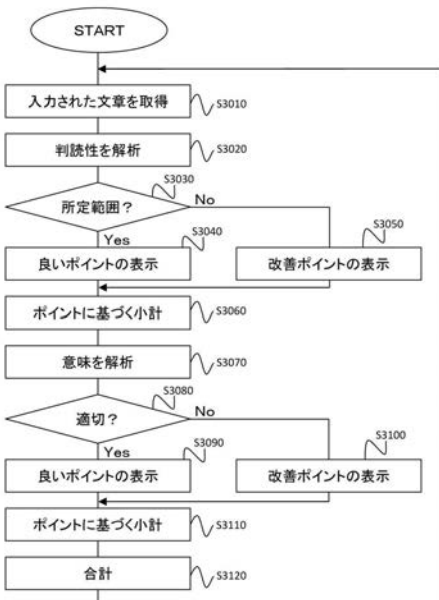 START
入力された文章を取得
S3010
判読性を解析
S3020
S3030
所定範囲?
No
Yes
S3040
S3050
良いポイントの表示
改善ポイントの表示
ポイントに基づく小計
S3060
意味を解析
S3070
S3080
適切?
No
Yes
S3090
S3100
良いポイントの表示
改善ポイントの表示
ポイントに基づく小計
S3110
合計
S3120